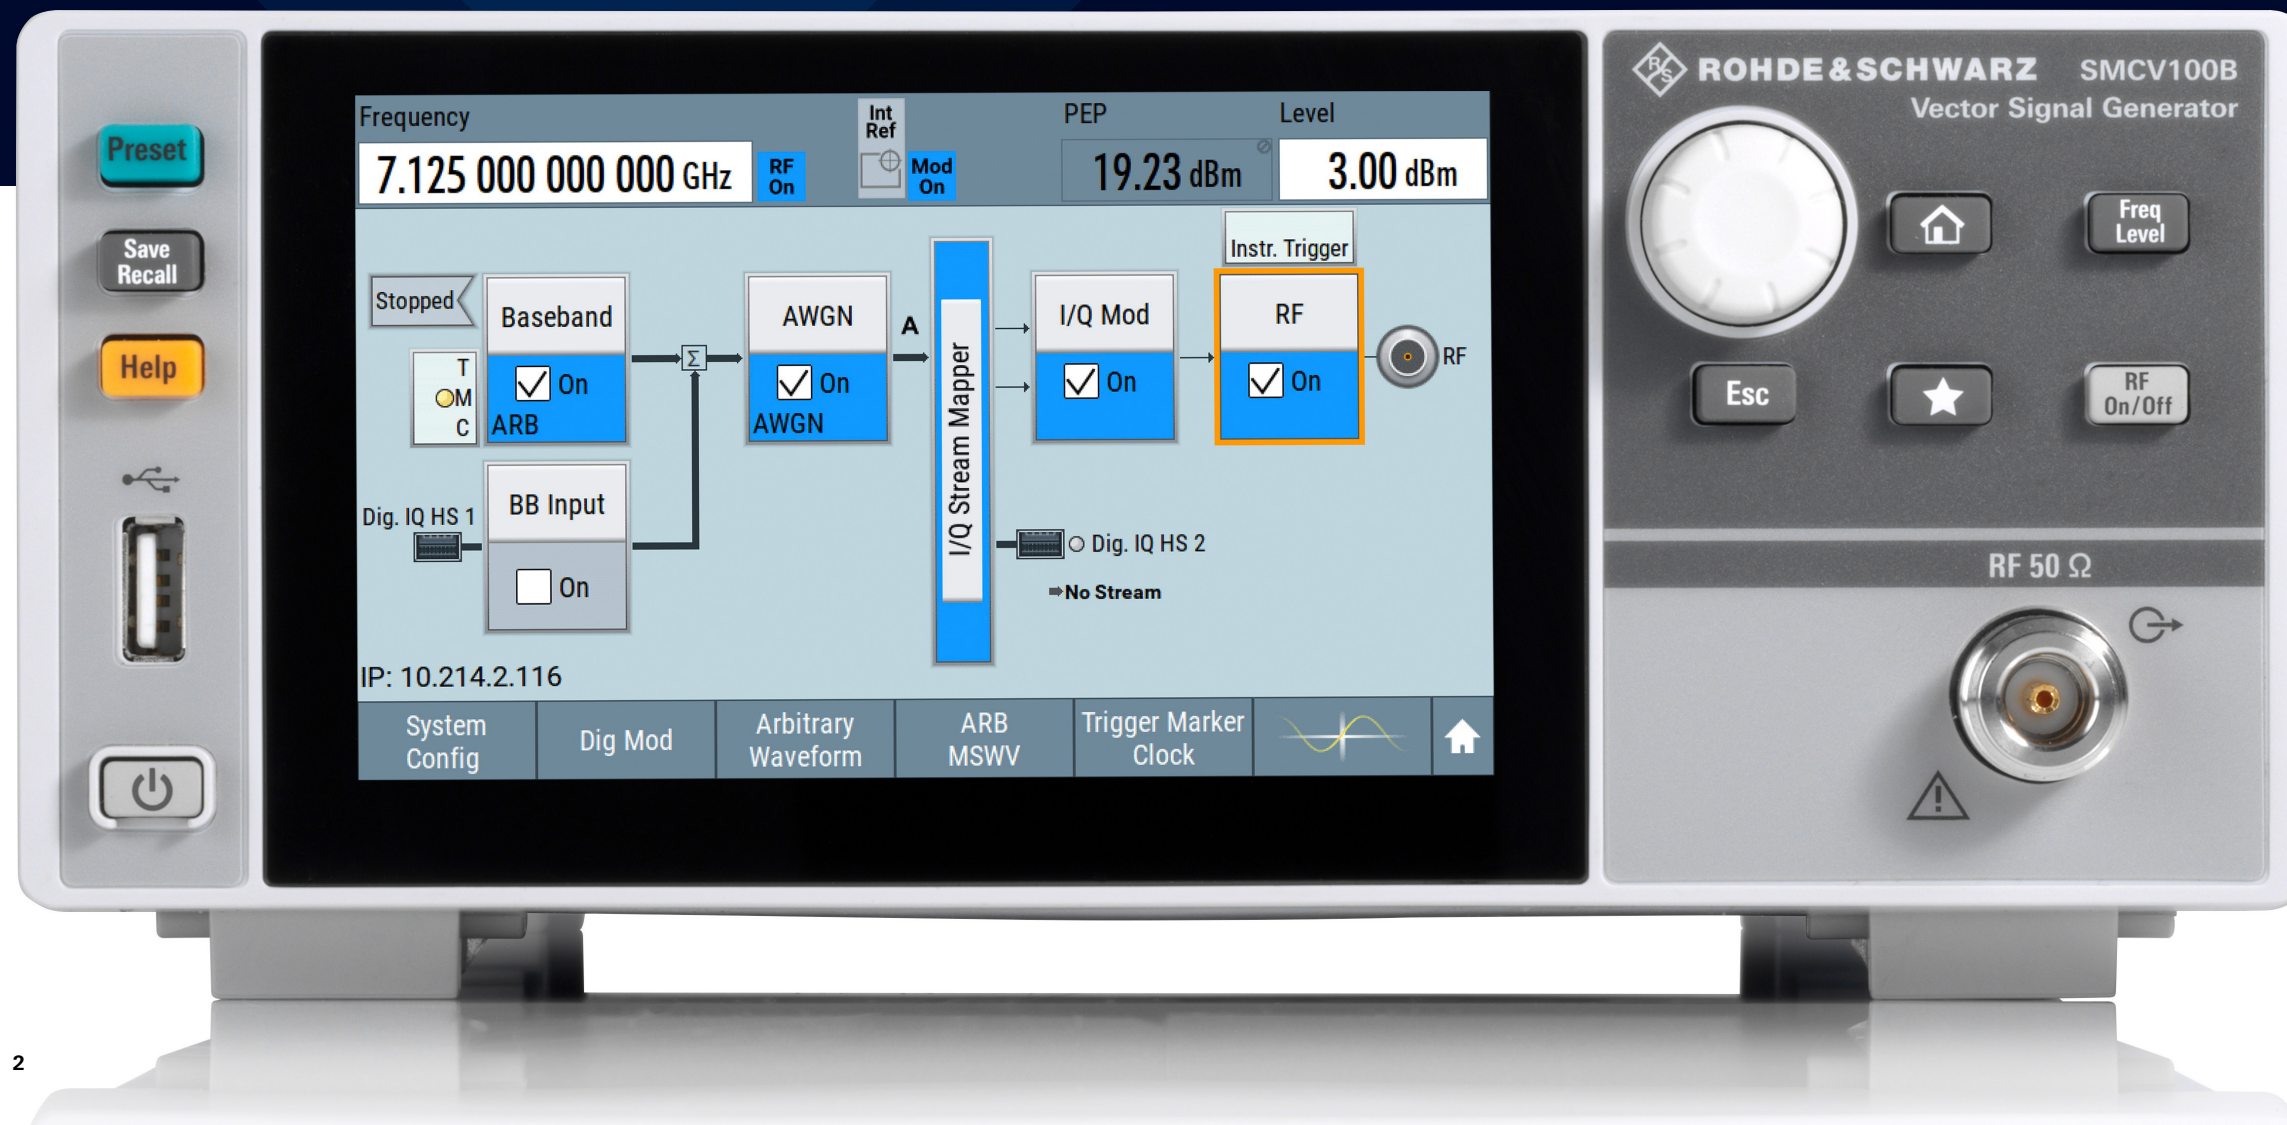 ROHDE&SCHWARZ SMCV100B
Vector Signal Generator
Preset
Save
Recall
Help
Frequency
7.125 000 000 000 GHz
RF
On
Int
Ref
Mod
On
PEP
19.23 dBm
Level
3.00 dBm
Instr. Trigger
Stopped
Baseband
On
ARB
T
M
C
Σ
AWGN
On
AWGN
A
I/Q Stream Mapper
I/Q Mod
On
RF
On
RF
BB Input
On
Dig. IQ HS 1
Dig. IQ HS 2
No Stream
IP: 10.214.2.116
System
Config
Dig Mod
Arbitrary
Waveform
ARB
MSWV
Trigger Marker
Clock
Freq
Level
Esc
RF
On/Off
RF 50 Ω
2